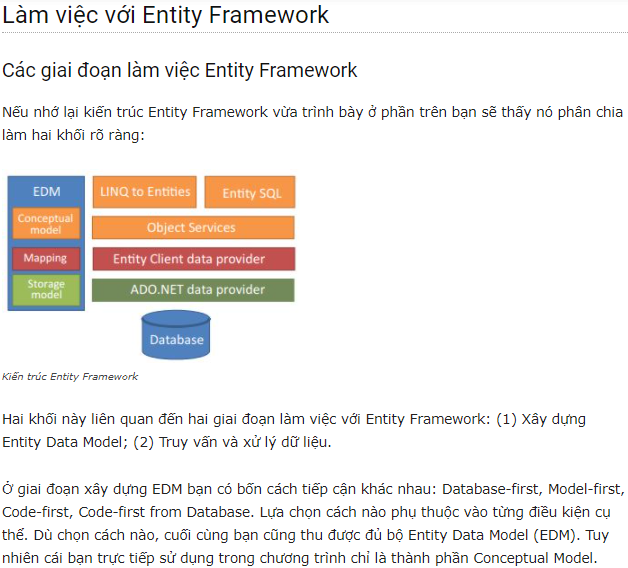 Làm việc với Entity Framework
Các giai đoạn làm việc Entity Framework
Nếu nhớ lại kiến trúc Entity Framework vừa trình bày ở phần trên bạn sẽ thấy nó phân chia
làm hai khối rõ ràng:
EDM
LINQ to Entities
Entity SQL
Conceptual
model
Object Services
Mapping
Entity Client data provider
Storage
model
ADO.NET data provider
Database
Kiến trúc Entity Framework
Hai khối này liên quan đến hai giai đoạn làm việc với Entity Framework: (1) Xây dựng
Entity Data Model; (2) Truy vấn và xử lý dữ liệu.
Ở giai đoạn xây dựng EDM bạn có bốn cách tiếp cận khác nhau: Database-first, Model-first,
Code-first, Code-first from Database. Lựa chọn cách nào phụ thuộc vào từng điều kiện cụ
thể. Dù chọn cách nào, cuối cùng bạn cũng thu được đủ bộ Entity Data Model (EDM). Tuy
nhiên cái bạn trực tiếp sử dụng trong chương trình chỉ là thành phần Conceptual Model.